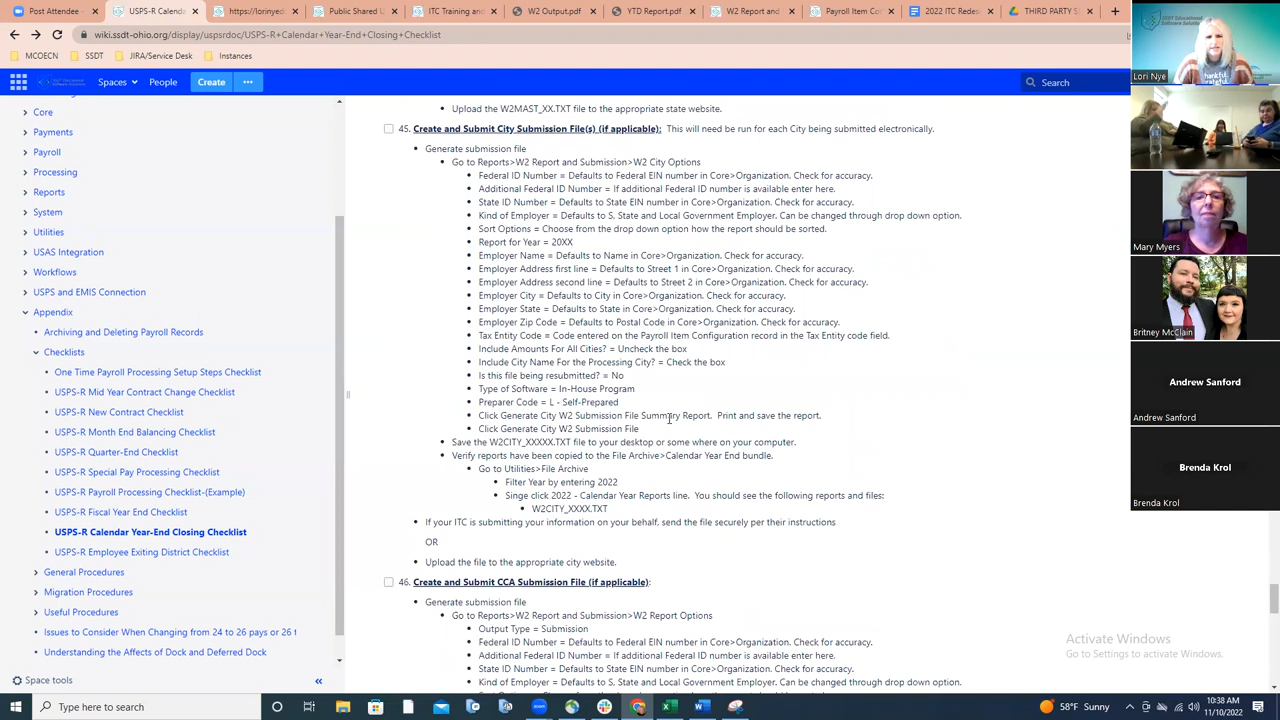 https://
https://lorinyed
Public Shared U
ITC Training and
W2 Output.pdf
YTD Report.pdf
W2 Report and
Payroll Item Con
2022 ITC Redes
THIRD PARTY S
wiki.ssdt-ohio.org/display/uspsrdoc/USPS-R+Calendar+Year-End+Closing+Checklist
MCOECN
SSDT
JIRA/Service Desk
Instances
Spaces
People
Create
Search
Core
Payments
Payroll
Processing
Reports
System
Utilities
USAS Integration
Workflows
USPS and EMIS Connection
Appendix
Archiving and Deleting Payroll Records
Checklists
One Time Payroll Processing Setup Steps Checklist
USPS-R Mid Year Contract Change Checklist
USPS-R New Contract Checklist
USPS-R Month End Balancing Checklist
USPS-R Quarter-End Checklist
USPS-R Special Pay Processing Checklist
USPS-R Payroll Processing Checklist-(Example)
USPS-R Fiscal Year End Checklist
USPS-R Calendar Year-End Closing Checklist
USPS-R Employee Exiting District Checklist
General Procedures
Migration Procedures
Useful Procedures
Issues to Consider When Changing from 24 to 26 pays or 26 t
Understanding the Affects of Dock and Deferred Dock
Space tools
Upload the W2MAST_XX.TXT file to the appropriate state website.
45. Create and Submit City Submission File(s) (if applicable): This will need be run for each City being submitted electronically.
Generate submission file
Go to Reports>W2 Report and Submission>W2 City Options
Federal ID Number = Defaults to Federal EIN number in Core>Organization. Check for accuracy.
Additional Federal ID Number = If additional Federal ID number is available enter here.
State ID Number = Defaults to State EIN number in Core>Organization. Check for accuracy.
Kind of Employer = Defaults to S, State and Local Government Employer. Can be changed through drop down option.
Sort Options = Choose from the drop down option how the report should be sorted.
Report for Year = 20XX
Employer Name = Defaults to Name in Core>Organization. Check for accuracy.
Employer Address first line = Defaults to Street 1 in Core>Organization. Check for accuracy.
Employer Address second line = Defaults to Street 2 in Core>Organization. Check for accuracy.
Employer City = Defaults to City in Core>Organization. Check for accuracy.
Employer State = Defaults to State in Core>Organization. Check for accuracy.
Employer Zip Code = Defaults to Postal Code in Core>Organization. Check for accuracy.
Tax Entity Code = Code entered on the Payroll Item Configuration record in the Tax Entity code field.
Include Amounts For All Cities? = Uncheck the box
Include City Name For the Processing City? = Check the box
Is this file being resubmitted? = No
Type of Software = In-House Program
Preparer Code = L - Self-Prepared
Click Generate City W2 Submission File Summary Report. Print and save the report.
Click Generate City W2 Submission File
Save the W2CITY_XXXXX.TXT file to your desktop or some where on your computer.
Verify reports have been copied to the File Archive>Calendar Year End bundle.
Go to Utilities>File Archive
Filter Year by entering 2022
Singe click 2022 - Calendar Year Reports line. You should see the following reports and files:
W2CITY_XXXX.TXT
If your ITC is submitting your information on your behalf, send the file securely per their instructions
OR
Upload the file to the appropriate city website.
46. Create and Submit CCA Submission File (if applicable):
Generate submission file
Go to Reports>W2 Report and Submission>W2 Report Options
Output Type = Submission
Federal ID Number = Defaults to Federal EIN number in Core>Organization. Check for accuracy.
Additional Federal ID Number = If additional Federal ID number is available enter here.
State ID Number = Defaults to State EIN number in Core>Organization. Check for accuracy.
Kind of Employer = Defaults to S, State and Local Government Employer. Can be changed through drop down option.
SSDT Educational
Software Solutions
thankful
grateful
Lori Nye
Mary Myers
Britney McClain
Andrew Sanford
Andrew Sanford
Brenda Krol
Brenda Krol
Activate Windows
Go to Settings to activate Windows.
Type here to search
58°F Sunny
10:38 AM
11/10/2022